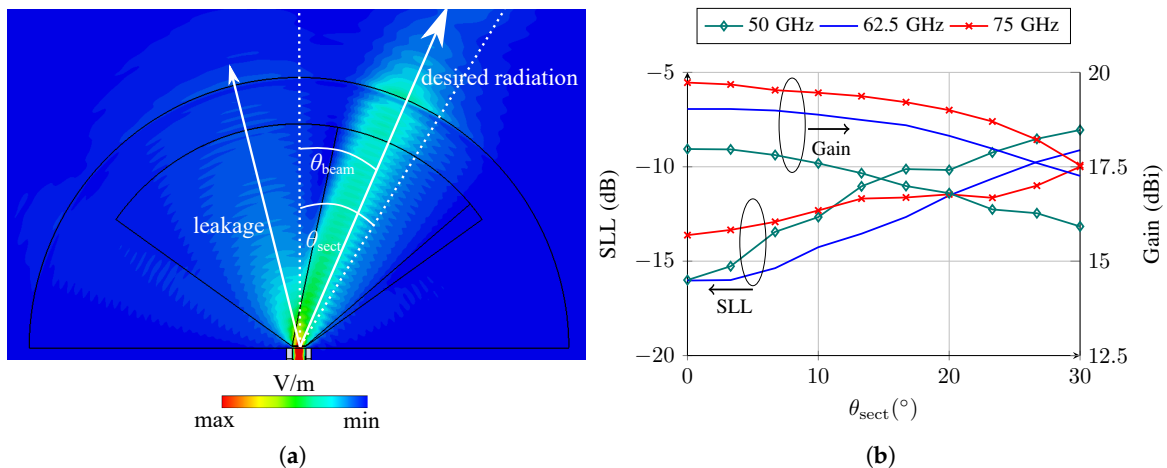 desired radiation
θbeam
leakage
θsect
V/m
max min
(a)
50 GHz 62.5 GHz 75 GHz
−5 20
Gain
−10 17.5
SLL (dB) Gain (dBi)
−15 15
SLL
−20 12.5
0 10 20 30
θsect(°)
(b)